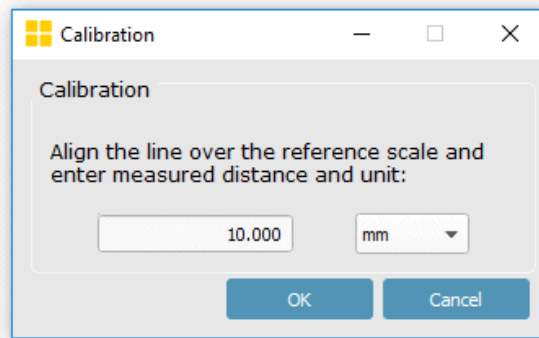 Calibration
Calibration
Align the line over the reference scale and
enter measured distance and unit:
10.000 mm
OK Cancel